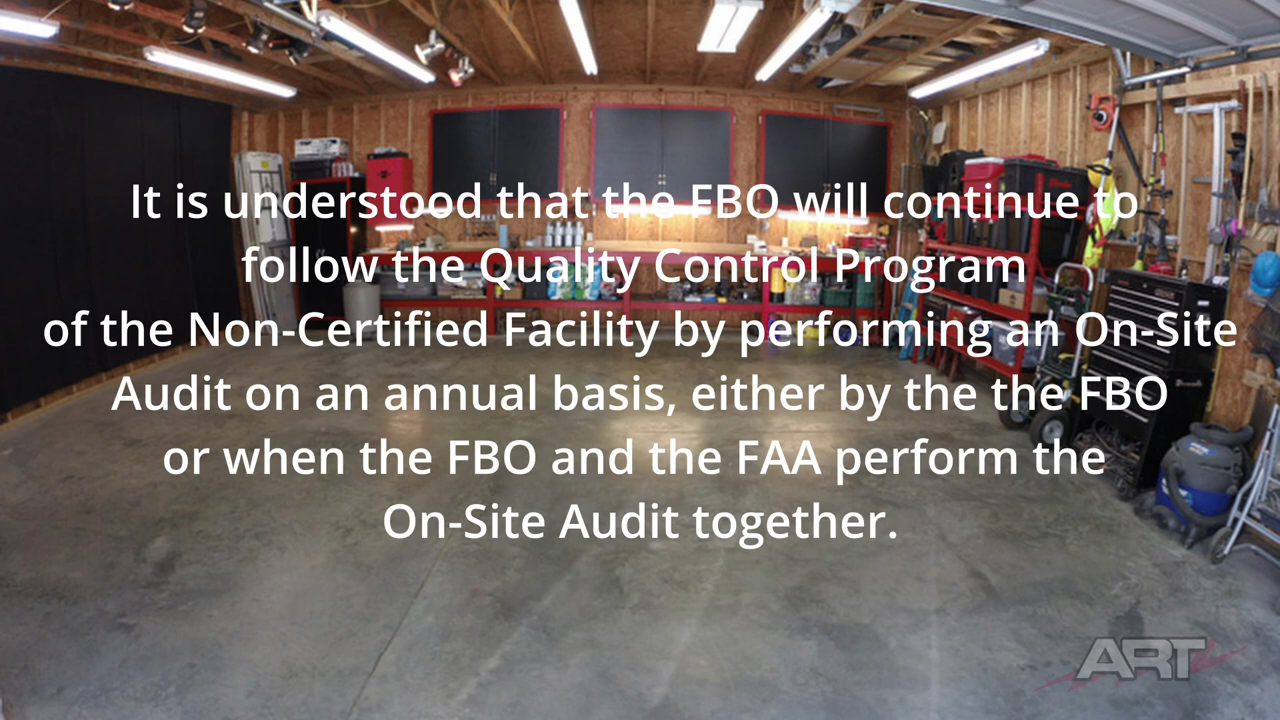 It is understood that the FBO will continue to
follow the Quality Control Program
of the Non-Certified Facility by performing an On-Site
Audit on an annual basis, either by the the FBO
or when the FBO and the FAA perform the
On-Site Audit together.
ART